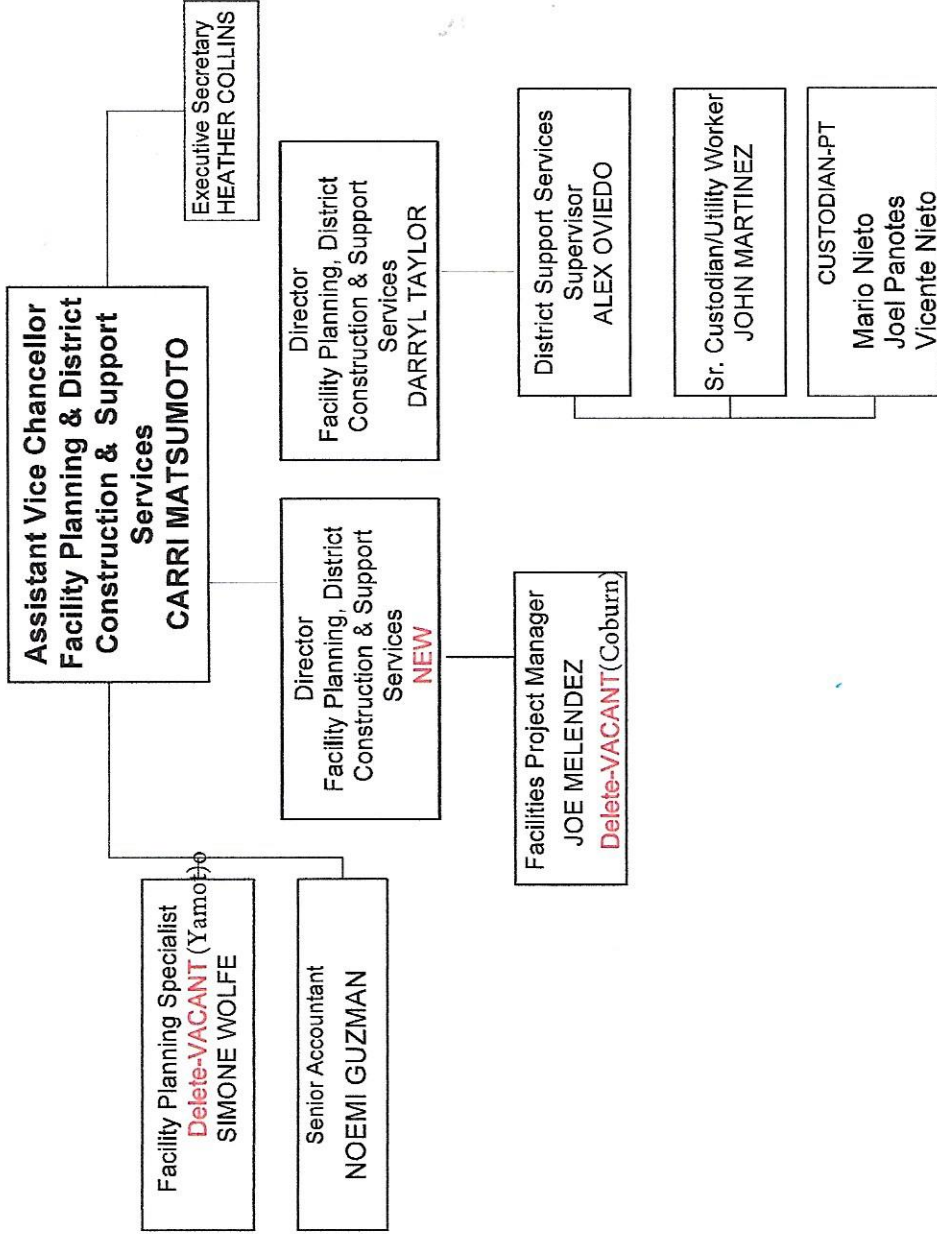 Assistant Vice Chancellor
Facility Planning & District
Construction & Support
Services
CARRI MATSUMOTO
Executive Secretary
HEATHER COLLINS
Facility Planning Specialist
Delete-VACANT (Yamot)o
SIMONE WOLFE
Senior Accountant
NOEMI GUZMAN
Director
Facility Planning, District
Construction & Support
Services
NEW
Facilities Project Manager
JOE MELENDEZ
Delete-VACANT(Coburn)
Director
Facility Planning, District
Construction & Support
Services
DARRYL TAYLOR
District Support Services
Supervisor
ALEX OVIEDO
Sr. Custodian/Utility Worker
JOHN MARTINEZ
CUSTODIAN-PT
Mario Nieto
Joel Panotes
Vicente Nieto